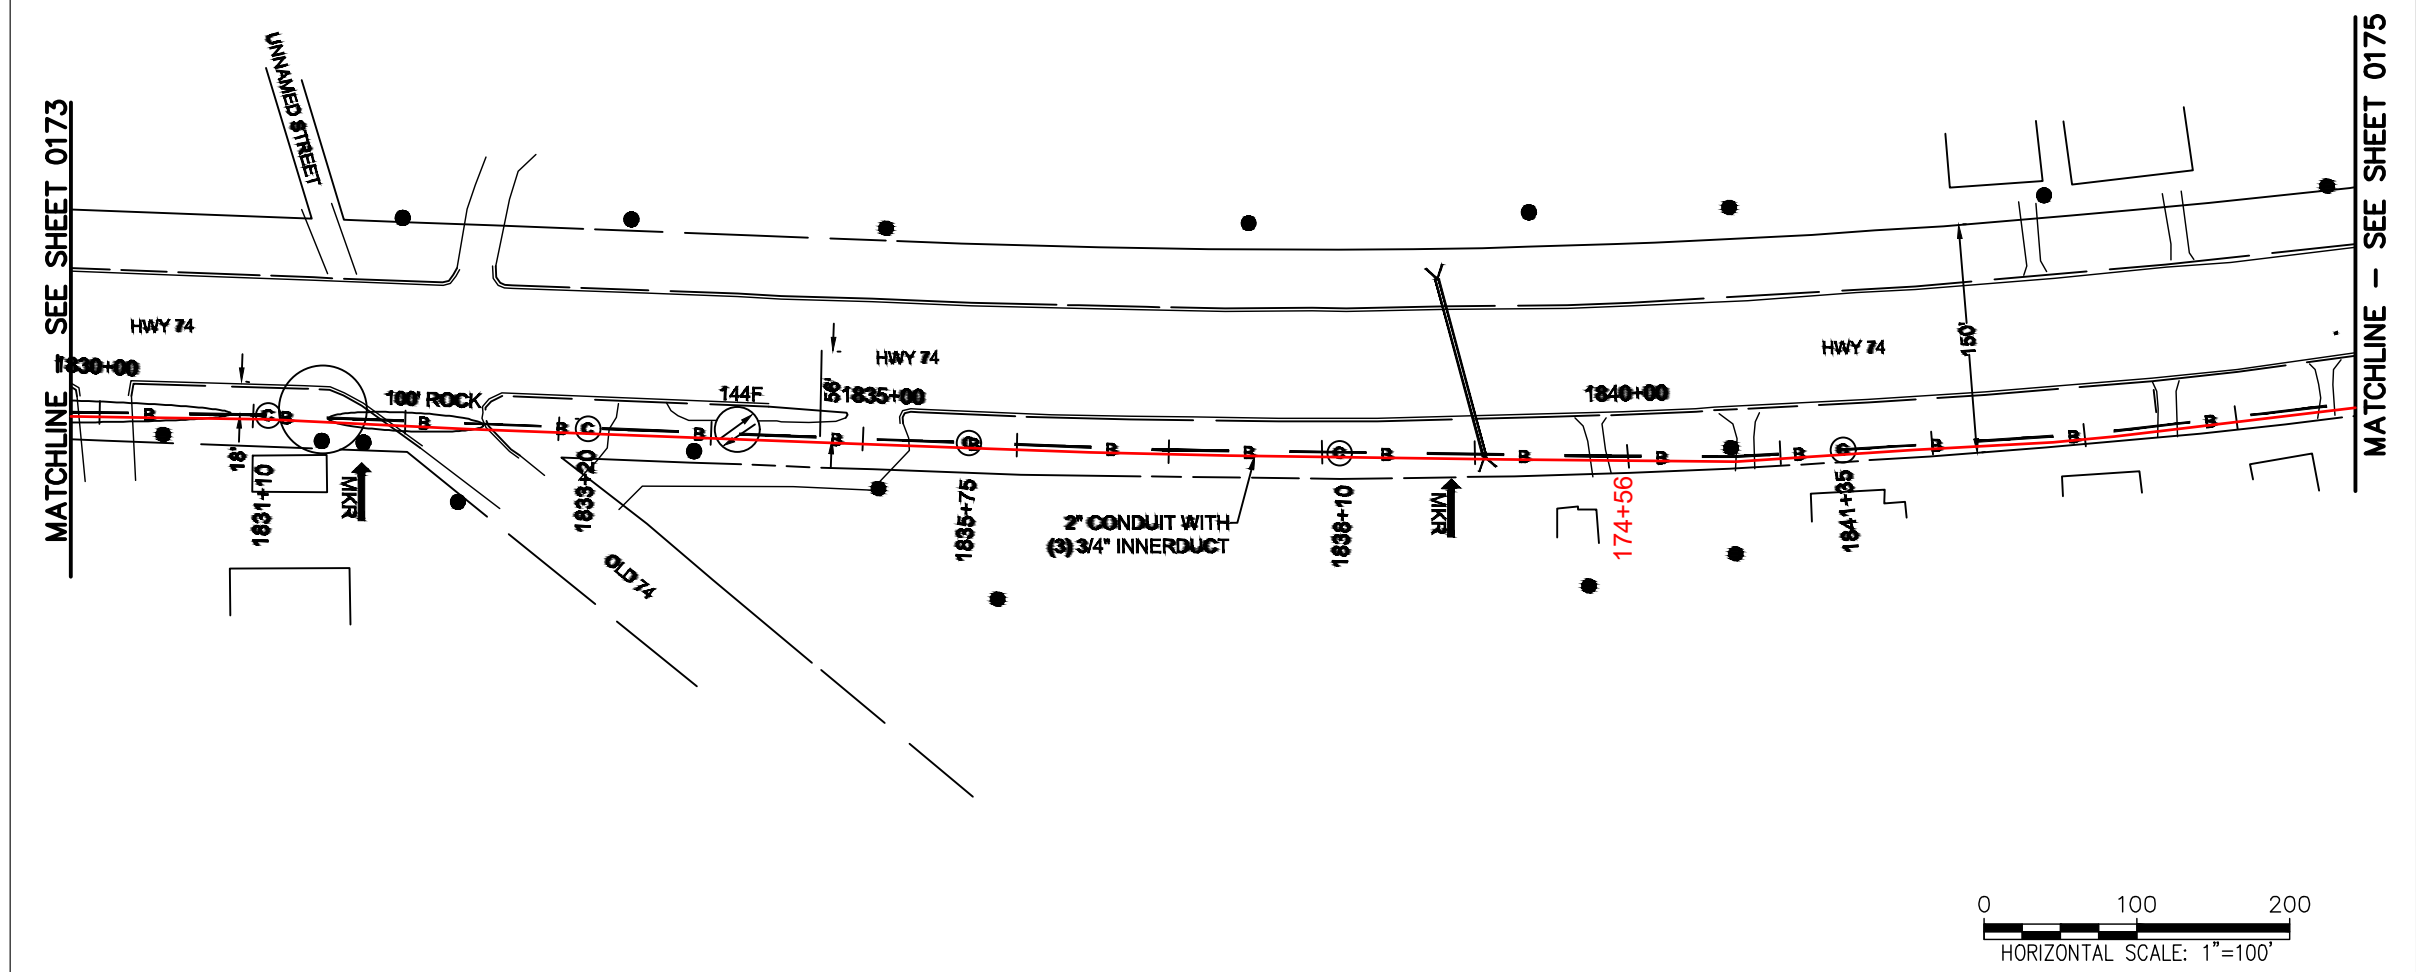 UNNAMED STREET
MATCHLINE SEE SHEET 0173
MATCHLINE - SEE SHEET 0175
HWY 74
HWY 74
HWY 74
150'
1830+00
100' ROCK
144F
1835+00
1840+00
C
B
B
B
B
C
B
B
B
B
C
B
B
B
B
C
B
B
B
18'
1831+10
MKR
1833+20
1835+75
2" CONDUIT WITH
(3) 3/4" INNERDUCT
1838+10
MKR
174+56
1841+35
OLD 74
0 100 200
HORIZONTAL SCALE: 1"=100'